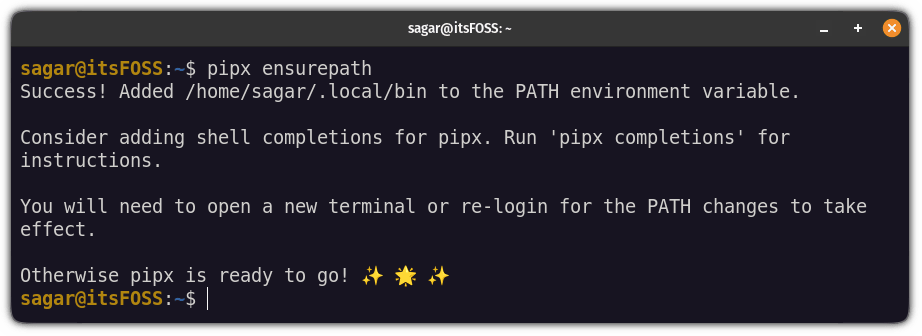 sagar@itsFOSS: ~
sagar@itsFOSS:~$ pipx ensurepath
Success! Added /home/sagar/.local/bin to the PATH environment variable.
Consider adding shell completions for pipx. Run 'pipx completions' for
instructions.
You will need to open a new terminal or re-login for the PATH changes to take
effect.
Otherwise pipx is ready to go! ✨ 🌟 ✨
sagar@itsFOSS:~$